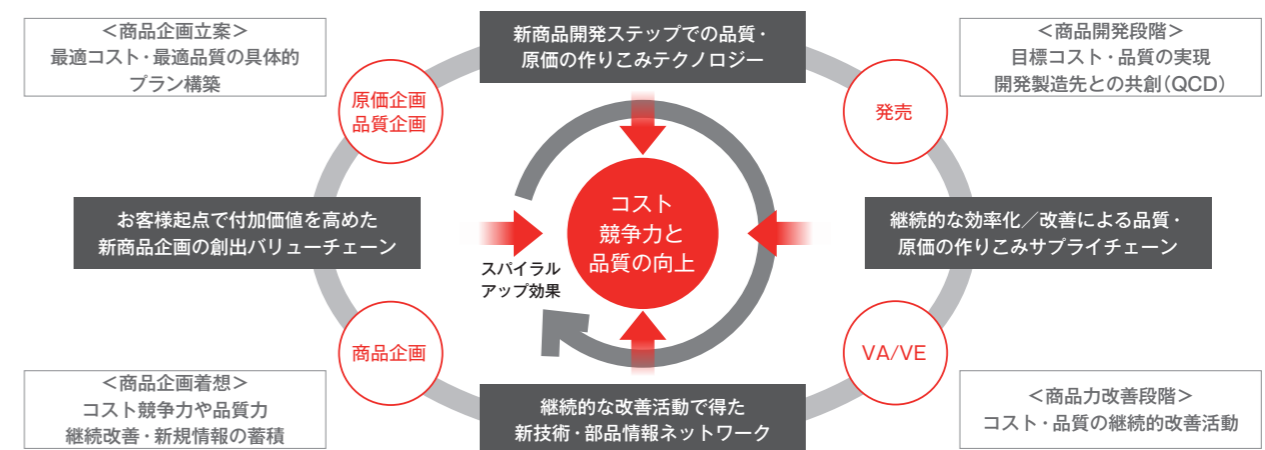 ＜商品企画立案＞
最適コスト・最適品質の具体的
プラン構築
新商品開発ステップでの品質・
原価の作りこみテクノロジー
＜商品開発段階＞
目標コスト・品質の実現
開発製造先との共創（QCD）
原価企画
品質企画
発売
お客様起点で付加価値を高めた
新商品企画の創出バリューチェーン
コスト
競争力と
品質の向上
継続的な効率化／改善による品質・
原価の作りこみサプライチェーン
スパイラル
アップ効果
商品企画
VA/VE
＜商品企画着想＞
コスト競争力や品質力
継続改善・新規情報の蓄積
継続的な改善活動で得た
新技術・部品情報ネットワーク
＜商品力改善段階＞
コスト・品質の継続的改善活動